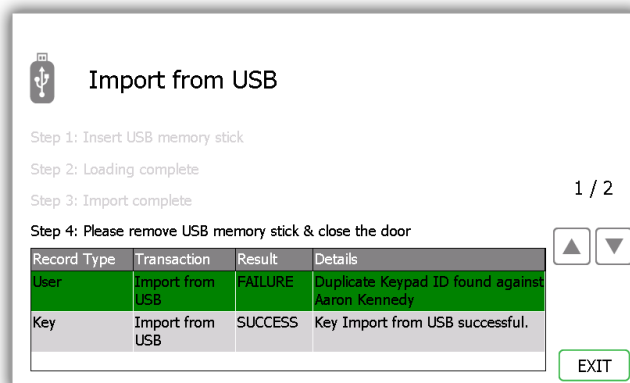 Import from USB
Step 1: Insert USB memory stick
Step 2: Loading complete
Step 3: Import complete
1 / 2
Step 4: Please remove USB memory stick & close the door
Record Type Transaction Result Details
User Import from USB FAILURE Duplicate Keypad ID found against Aaron Kennedy
Key Import from USB SUCCESS Key Import from USB successful.
EXIT